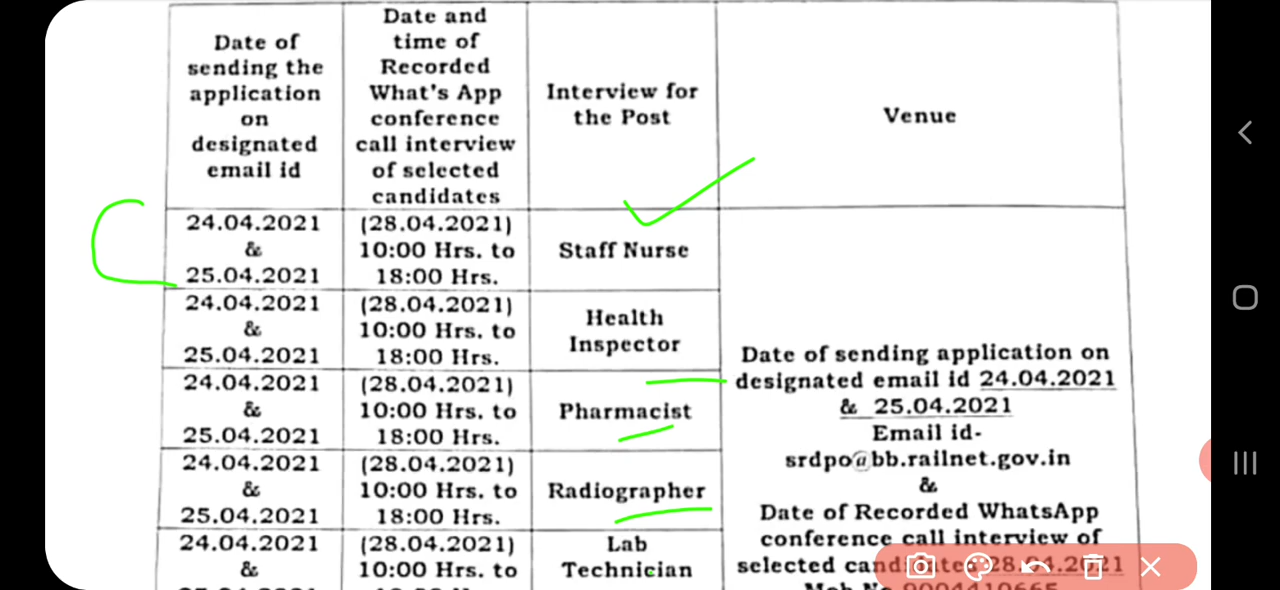 Date of
sending the
application
on
designated
email id
Date and
time of
Recorded
What's App
conference
call interview
of selected
candidates
Interview for
the Post
Venue
24.04.2021
&
25.04.2021
(28.04.2021)
10:00 Hrs. to
18:00 Hrs.
Staff Nurse
24.04.2021
&
25.04.2021
(28.04.2021)
10:00 Hrs. to
18:00 Hrs.
Health
Inspector
24.04.2021
&
25.04.2021
(28.04.2021)
10:00 Hrs. to
18:00 Hrs.
Pharmacist
24.04.2021
&
25.04.2021
(28.04.2021)
10:00 Hrs. to
18:00 Hrs.
Radiographer
24.04.2021
&
(28.04.2021)
10:00 Hrs. to
Lab
Technician
Date of sending application on
designated email id 24.04.2021
& 25.04.2021
Email id-
srdpo@bb.railnet.gov.in
&
Date of Recorded WhatsApp
conference call interview of
selected candidates 28.04.2021